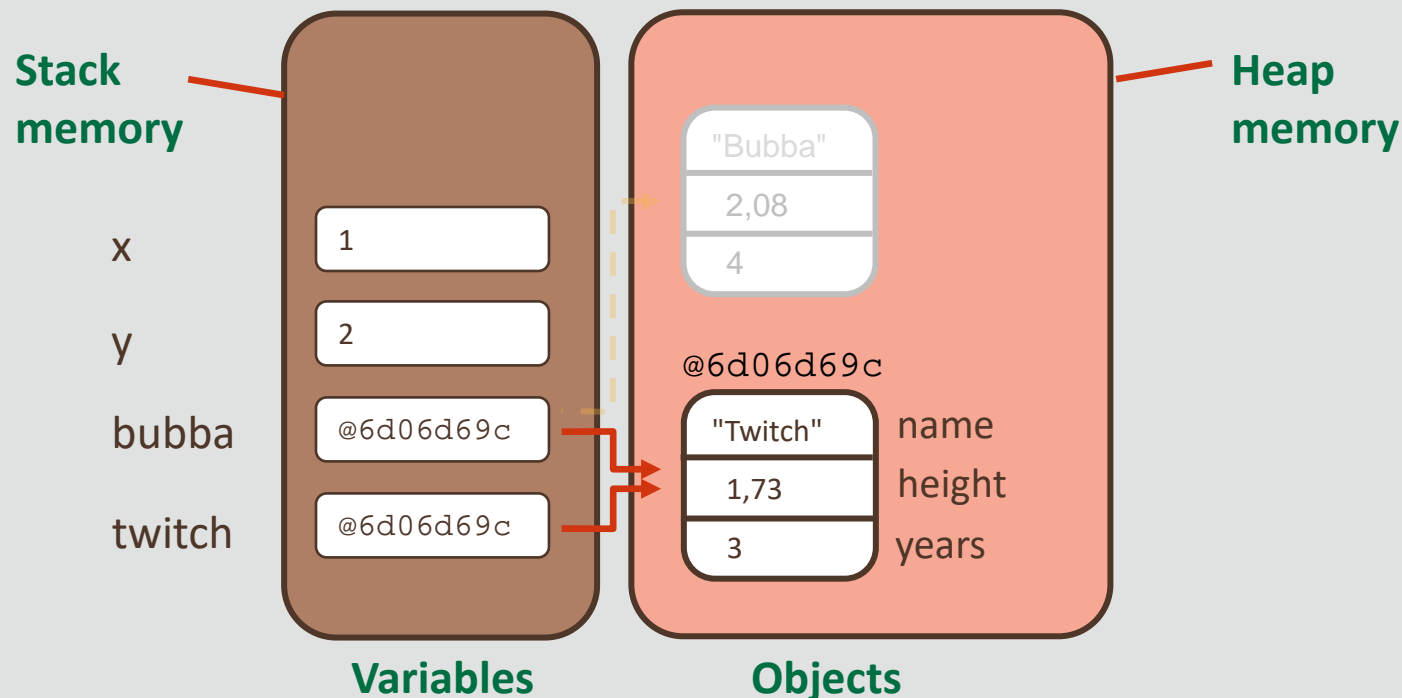 Stack
memory
Heap
memory
"Bubba"
2,08
4
x
1
y
2
@6d06d69c
bubba
@6d06d69c
"Twitch"
name
1,73
height
twitch
@6d06d69c
3
years
Variables
Objects